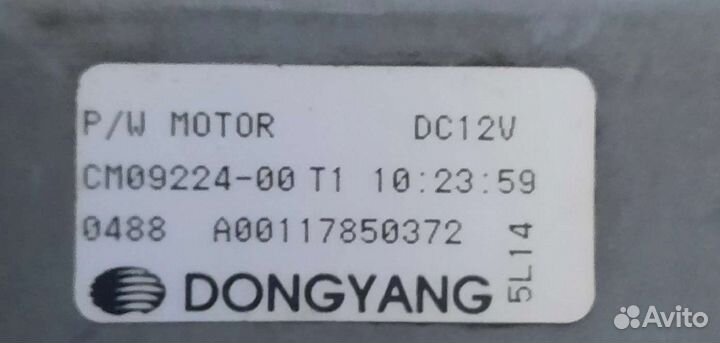 P/W MOTOR DC12V
CM09224-00 T1 10:23:59
0488 A00117850372
5L14
DONGYANG
Avito